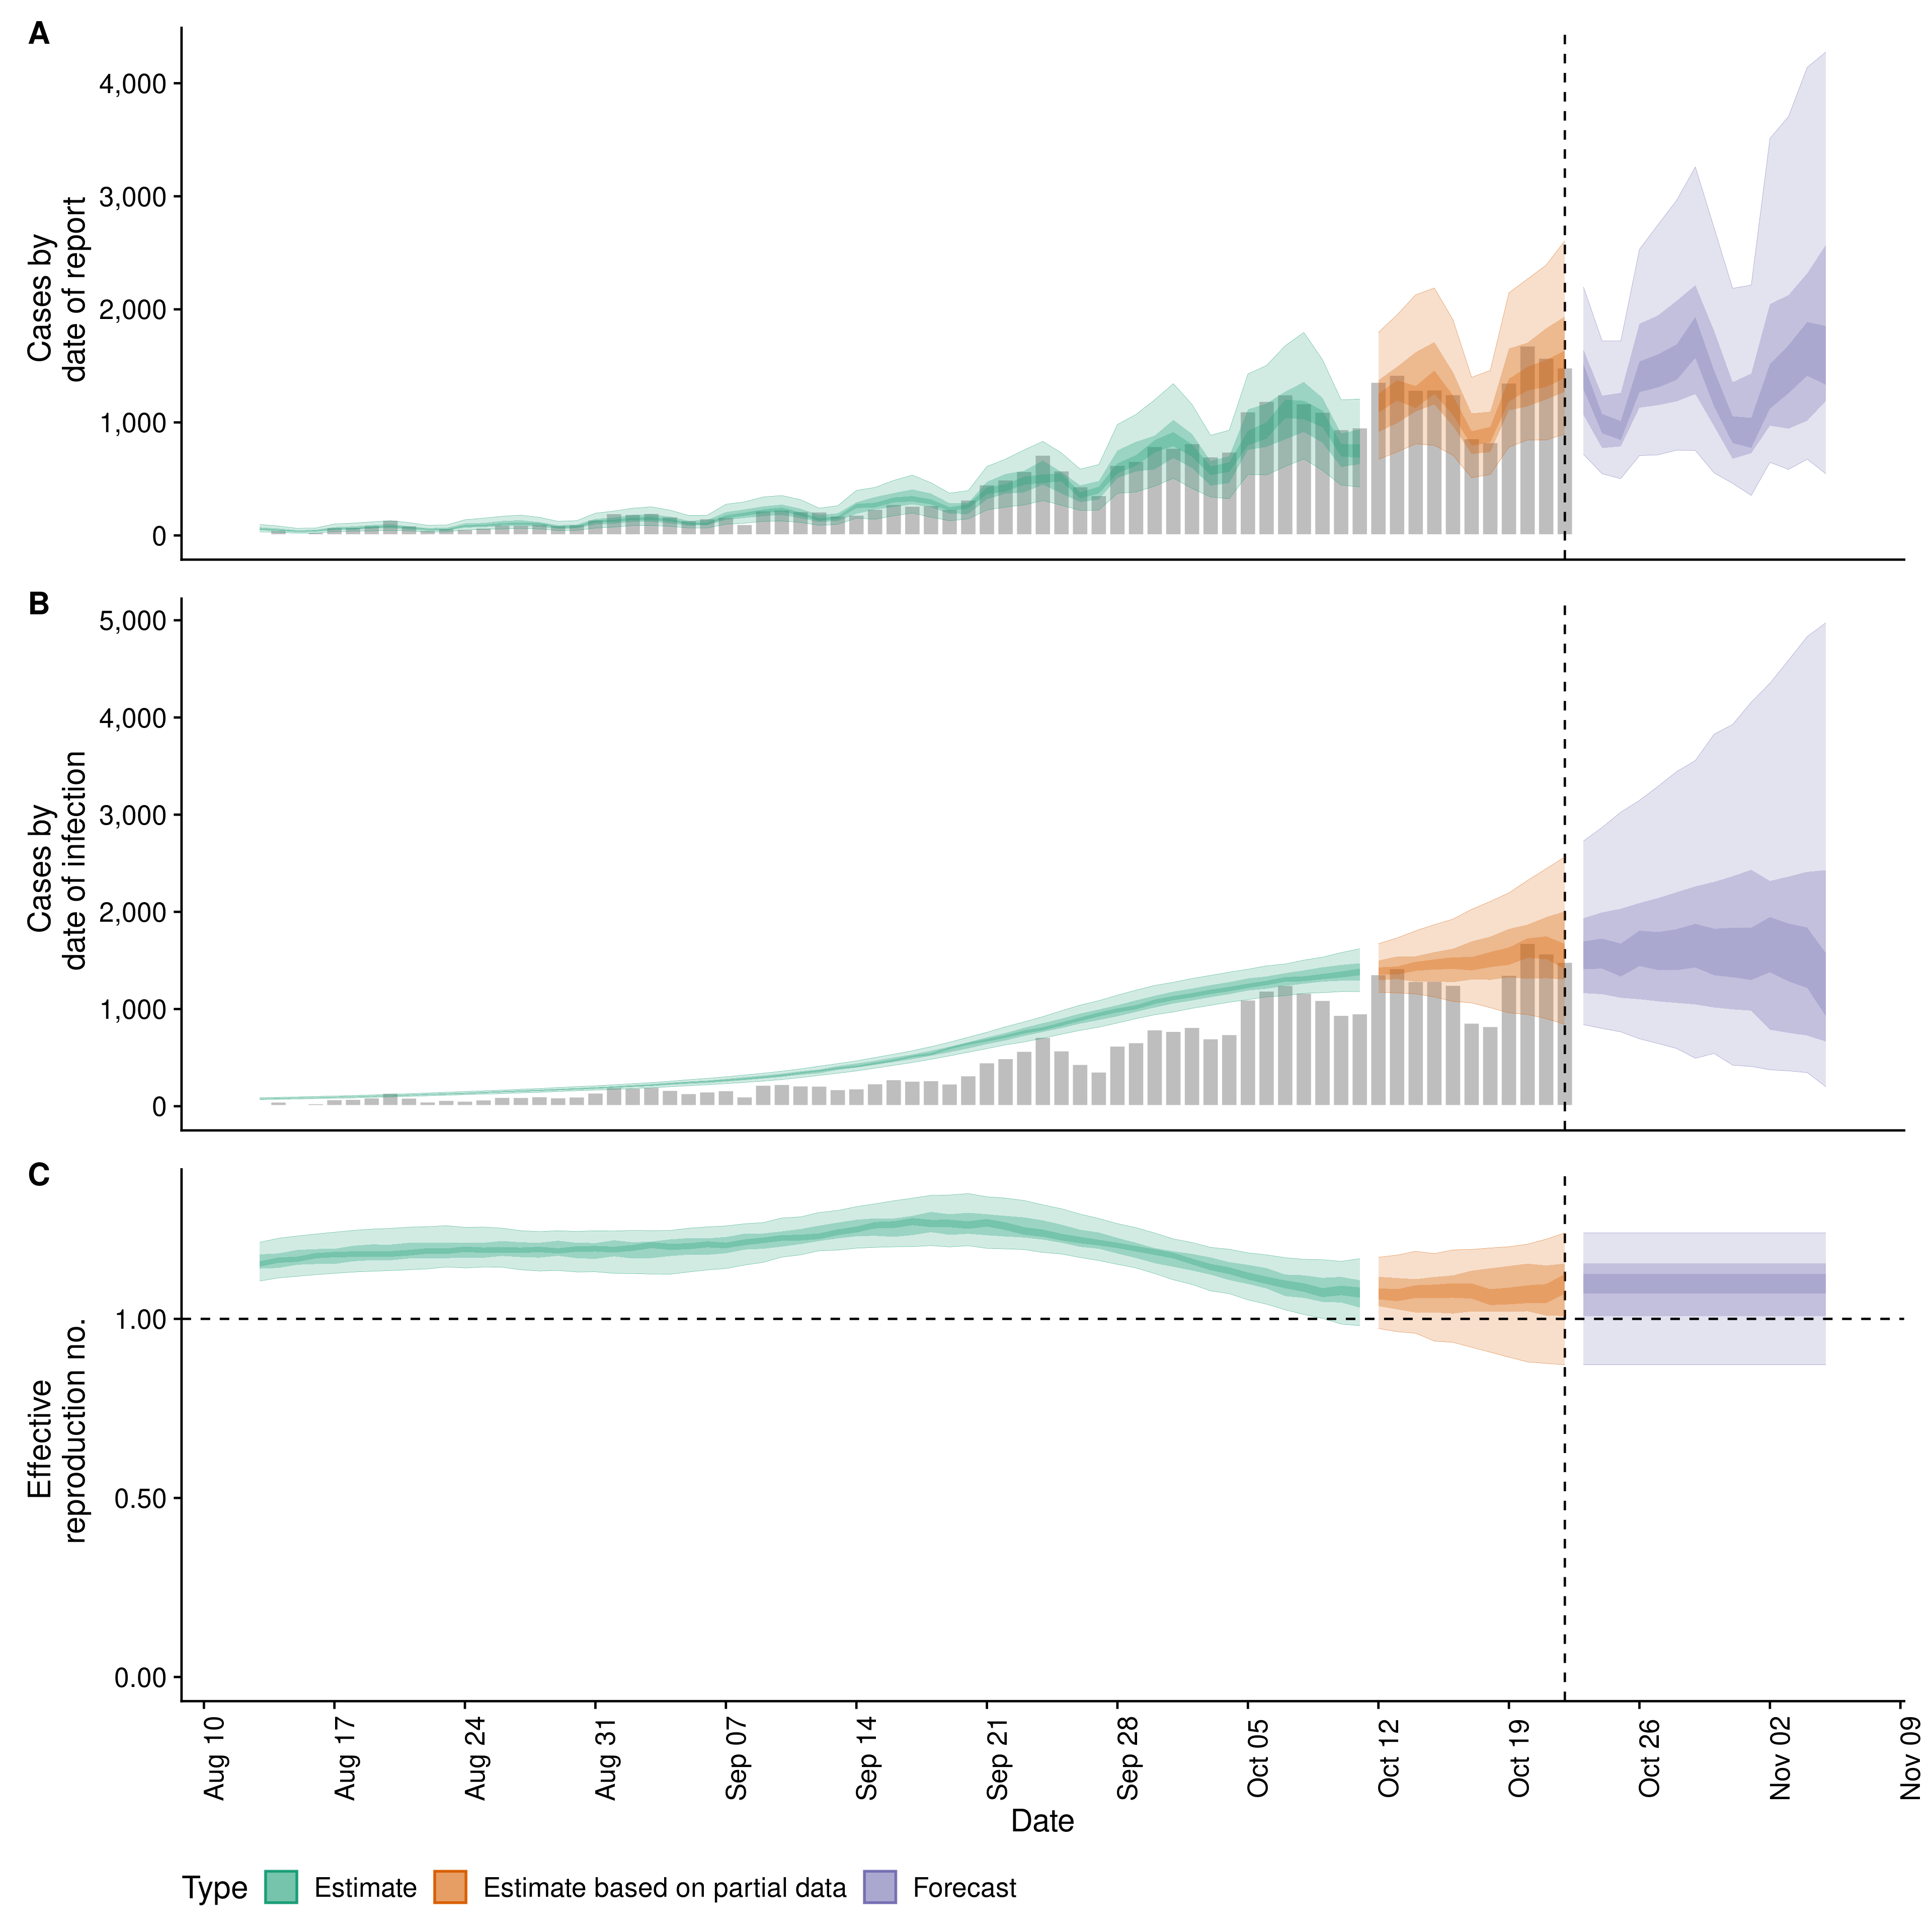 A
Cases by
date of report
4,000
3,000
2,000
1,000
0
B
Cases by
date of infection
5,000
4,000
3,000
2,000
1,000
0
C
Effective
reproduction no.
1.00
0.50
0.00
Aug 10
Aug 17
Aug 24
Aug 31
Sep 07
Sep 14
Sep 21
Sep 28
Oct 05
Oct 12
Oct 19
Oct 26
Nov 02
Nov 09
Date
Type Estimate Estimate based on partial data Forecast